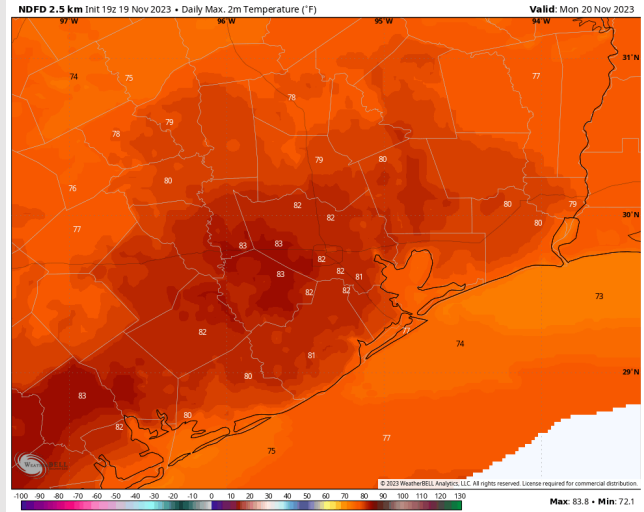 NDFD 2.5 km Init 19z 19 Nov 2023 • Daily Max. 2m Temperature (°F)
Valid: Mon 20 Nov 2023
97°W 96°W 95°W 94°W
31°N
74 75 77
78
79
78
79 80
80
76
82 80 79
30°N
82 80
77
83 83
82
83 82 81
82 82
73
77
82
74
81
29°N
80
83
80
82
77
75
WEATHERBELL
© 2023 WeatherBELL Analytics, LLC. All rights reserved. License required for commercial distribution.
-100 -90 -80 -70 -60 -50 -40 -30 -20 -10 0 10 20 30 40 50 60 70 80 90 100 110 120 130
Max: 83.8 • Min: 72.1